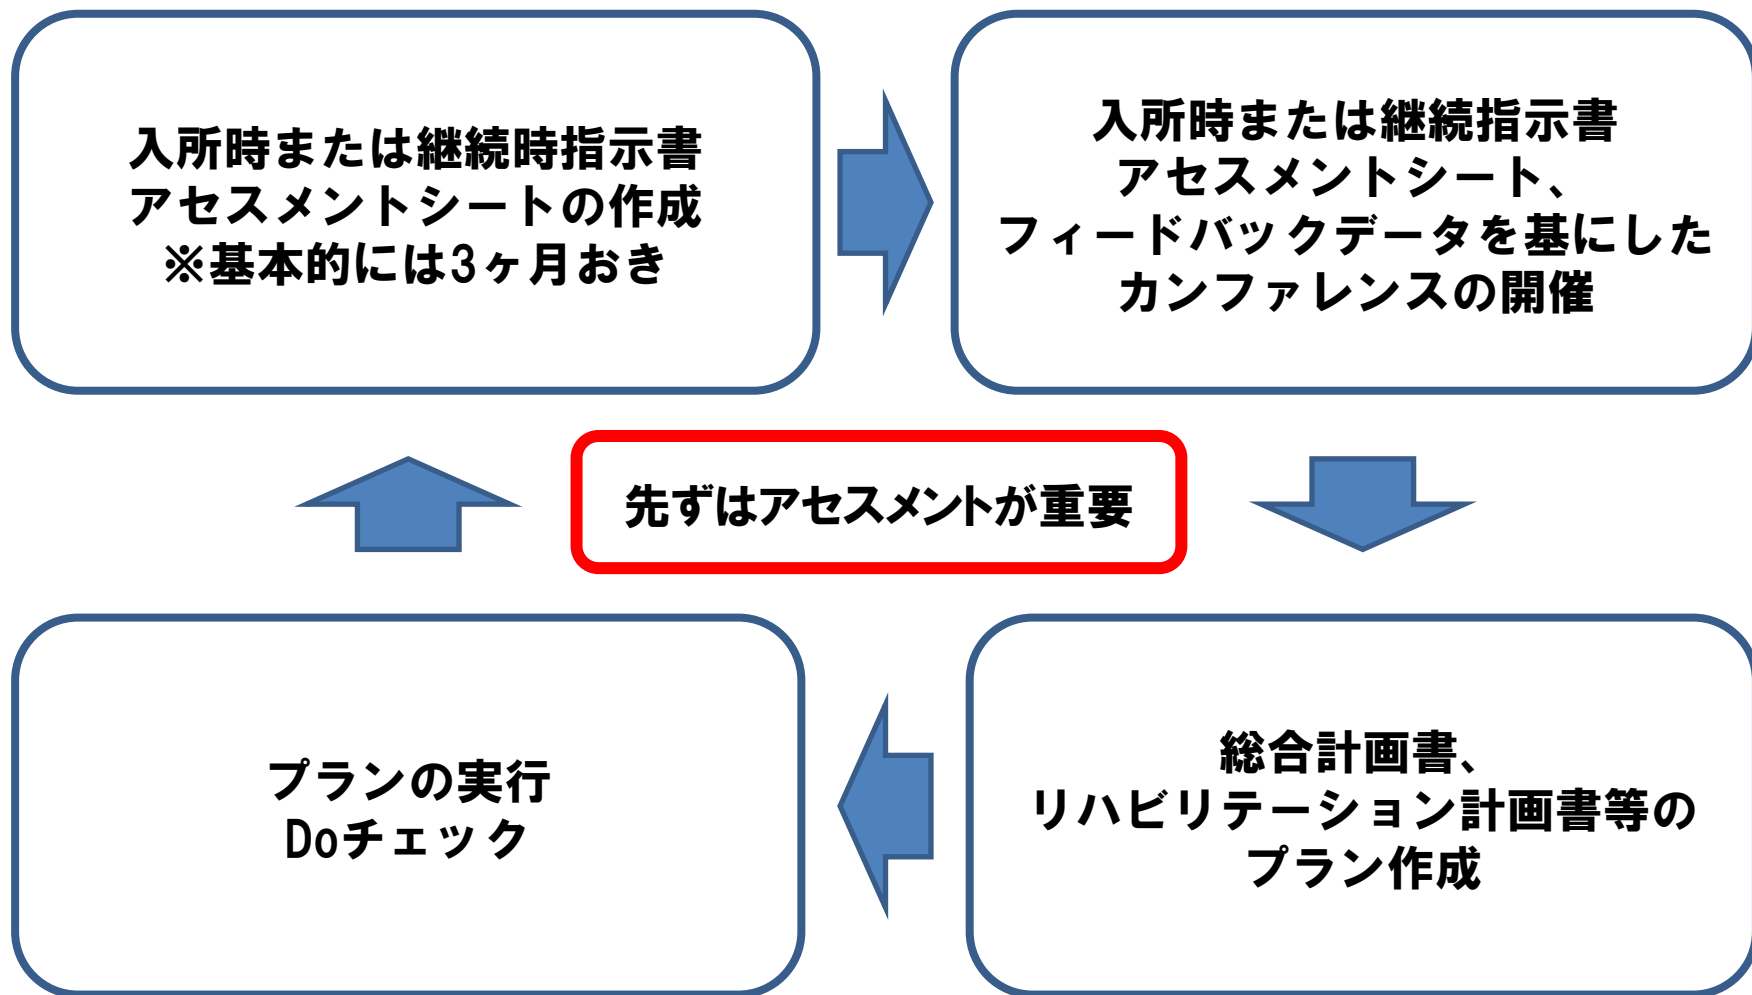 入所時または継続時指示書
アセスメントシートの作成
※基本的には3ヶ月おき
入所時または継続指示書
アセスメントシート、
フィードバックデータを基にした
カンファレンスの開催
先ずはアセスメントが重要
プランの実行
Doチェック
総合計画書、
リハビリテーション計画書等の
プラン作成